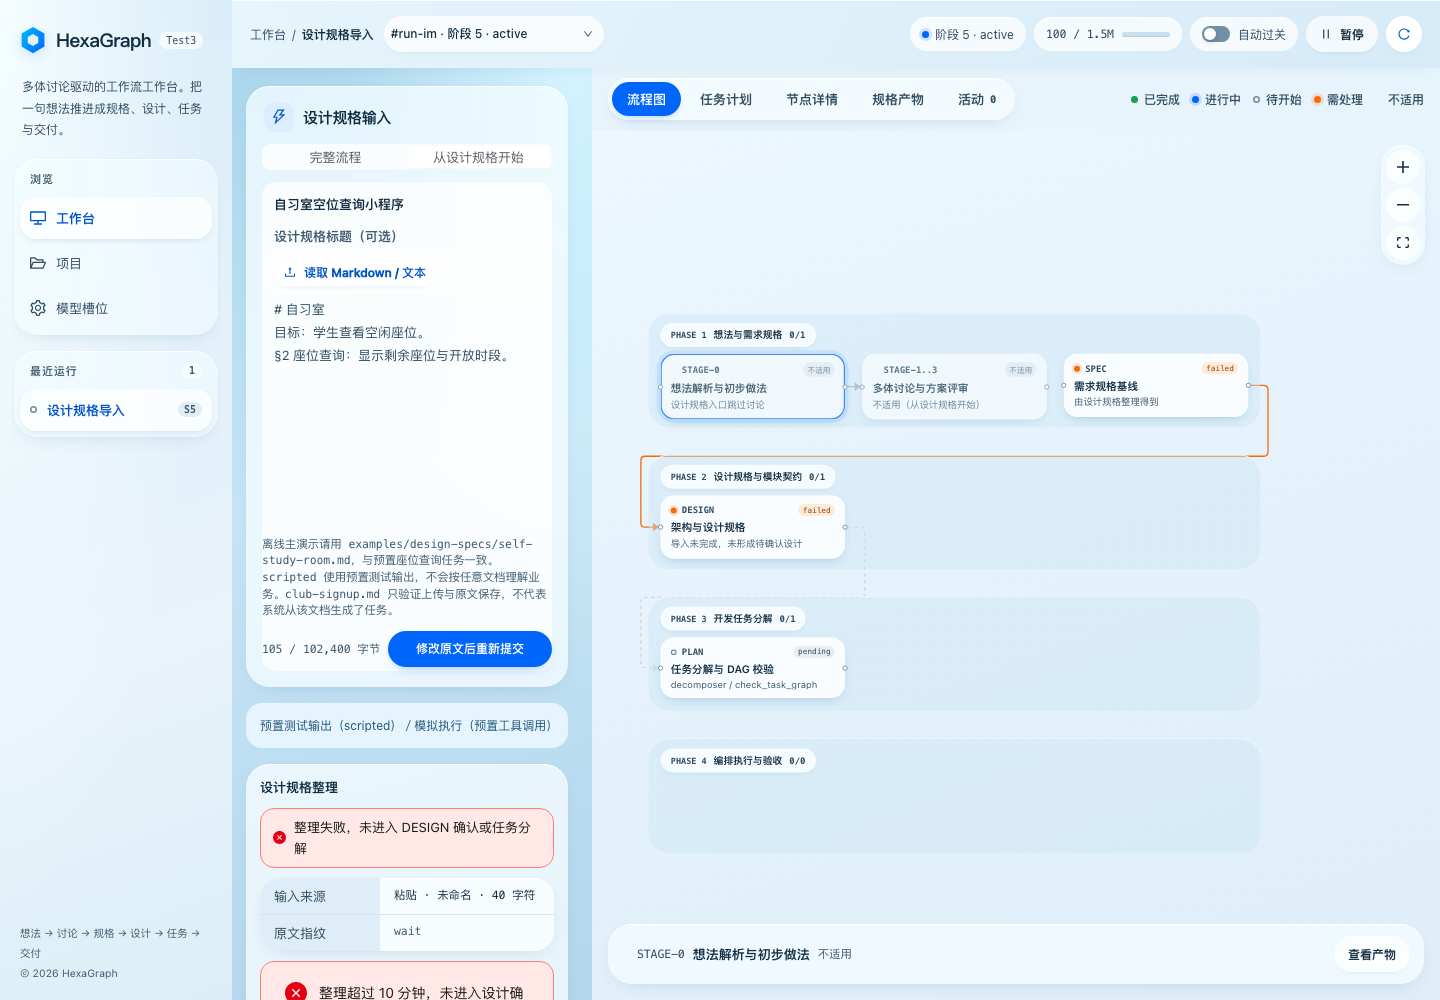 HexaGraph Test3
多体讨论驱动的工作流工作台。把
一句想法推进成规格、设计、任务
与交付。
浏览
工作台
项目
模型槽位
最近运行 1
设计规格导入 S5
想法 → 讨论 → 规格 → 设计 → 任务 →
交付
© 2026 HexaGraph
工作台 / 设计规格导入
#run-im · 阶段 5 · active
阶段 5 · active
100 / 1.5M
自动过关
暂停
设计规格输入
完整流程 从设计规格开始
自习室空位查询小程序
设计规格标题（可选）
读取 Markdown / 文本
# 自习室
目标：学生查看空闲座位。
§2 座位查询：显示剩余座位与开放时段。
离线主演示请用 examples/design-specs/self-
study-room.md，与预置座位查询任务一致。
scripted 使用预置测试输出，不会按任意文档理解业
务。club-signup.md 只验证上传与原文保存，不代表
系统从该文档生成了任务。
105 / 102,400 字节
修改原文后重新提交
预置测试输出（scripted） / 模拟执行（预置工具调用）
设计规格整理
整理失败，未进入 DESIGN 确认或任务分
解
输入来源 粘贴 · 未命名 · 40 字符
原文指纹 wait
整理超过 10 分钟，未进入设计确
流程图 任务计划 节点详情 规格产物 活动 0
已完成 进行中 待开始 需处理 不适用
PHASE 1 想法与需求规格 0/1
STAGE-0 不适用
想法解析与初步做法
设计规格入口跳过讨论
STAGE-1..3 不适用
多体讨论与方案评审
不适用（从设计规格开始）
SPEC failed
需求规格基线
由设计规格整理得到
PHASE 2 设计规格与模块契约 0/1
DESIGN failed
架构与设计规格
导入未完成，未形成待确认设计
PHASE 3 开发任务分解 0/1
PLAN pending
任务分解与 DAG 校验
decomposer / check_task_graph
PHASE 4 编排执行与验收 0/0
STAGE-0 想法解析与初步做法 不适用
查看产物